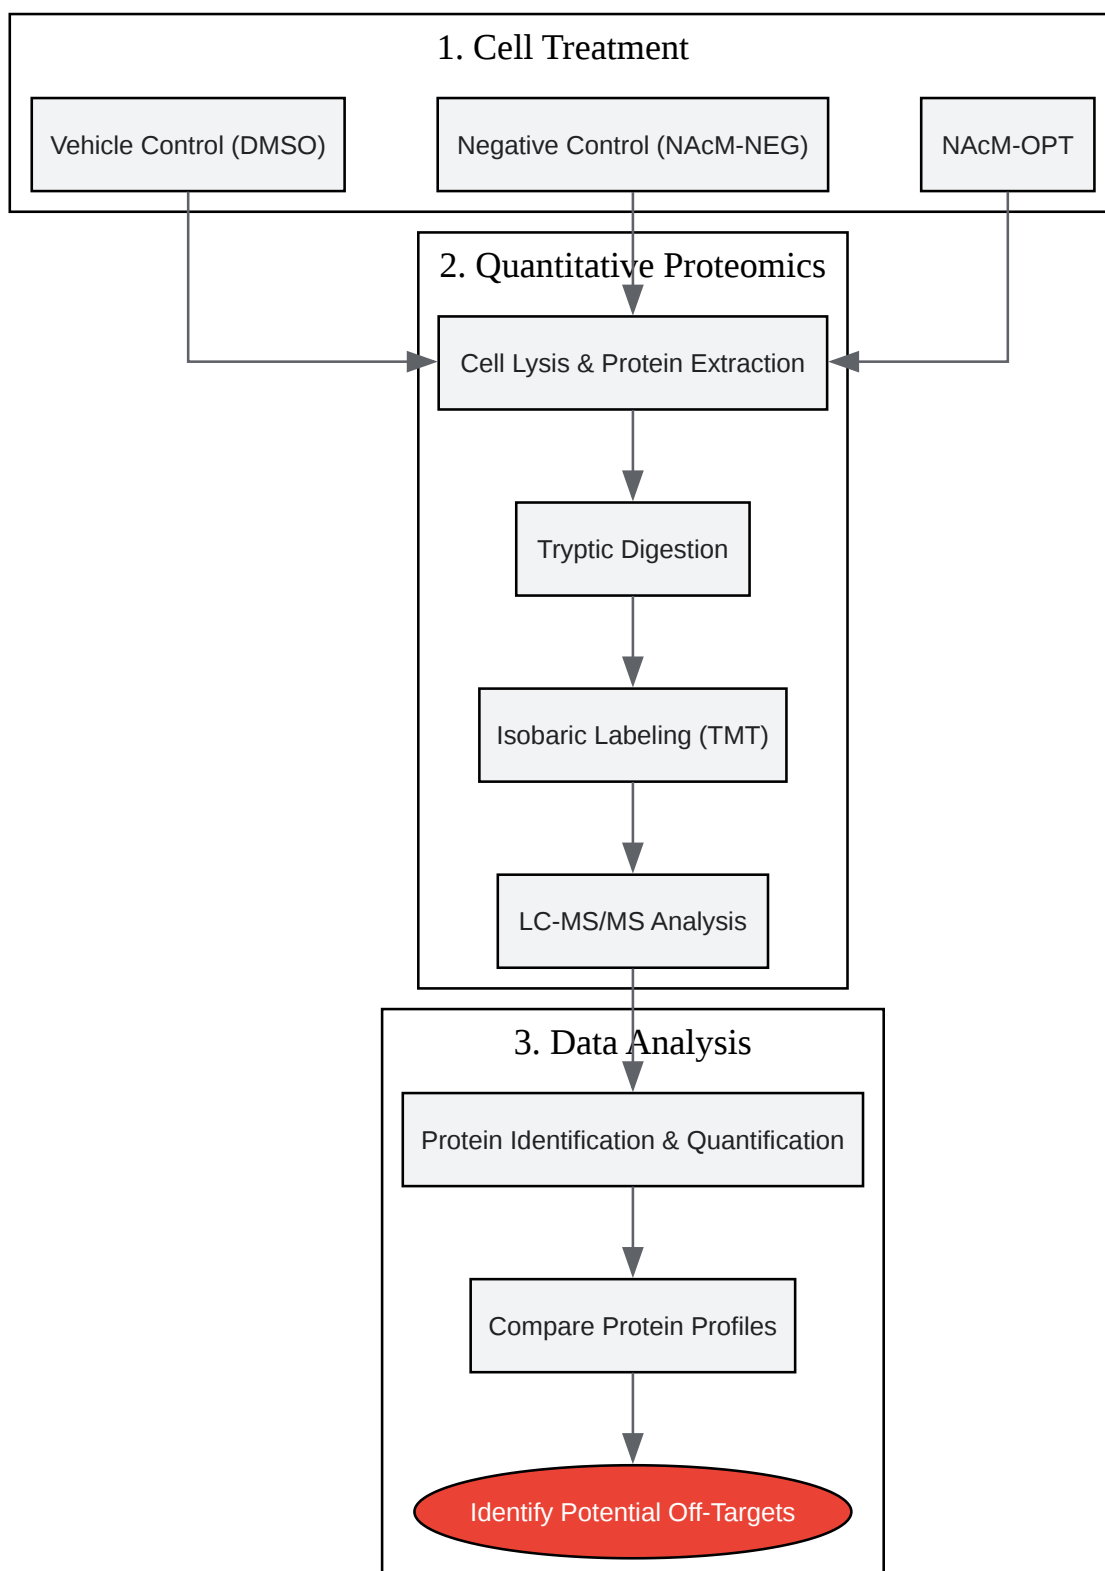 1. Cell Treatment
Vehicle Control (DMSO)
Negative Control (NAcM-NEG)
NAcM-OPT
2. Quantitative Proteomics
Cell Lysis & Protein Extraction
Tryptic Digestion
Isobaric Labeling (TMT)
LC-MS/MS Analysis
3. Data Analysis
Protein Identification & Quantification
Compare Protein Profiles
Identify Potential Off-Targets